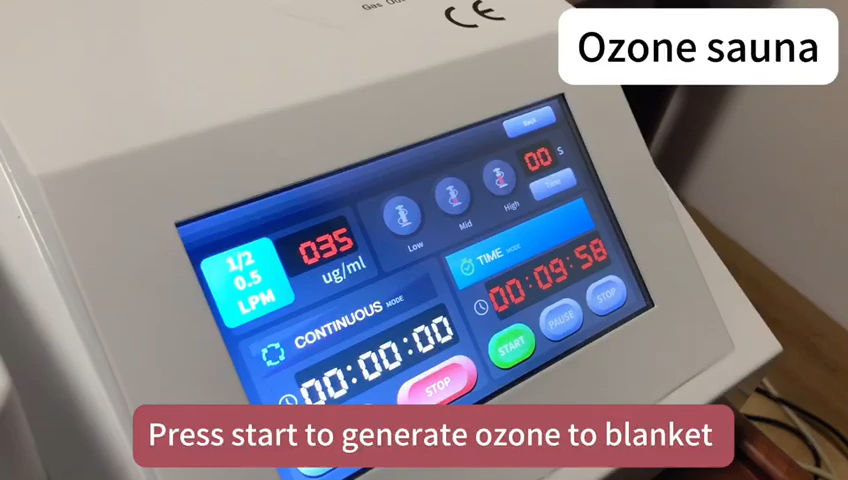 Gas Out
CE
Ozone sauna
Back
00 S
Time
Low
Mid
High
1/2
0.5
LPM
035
ug/ml
TIME MODE
00:09:58
START
PAUSE
STOP
CONTINUOUS MODE
00:00:00
STOP
Press start to generate ozone to blanket